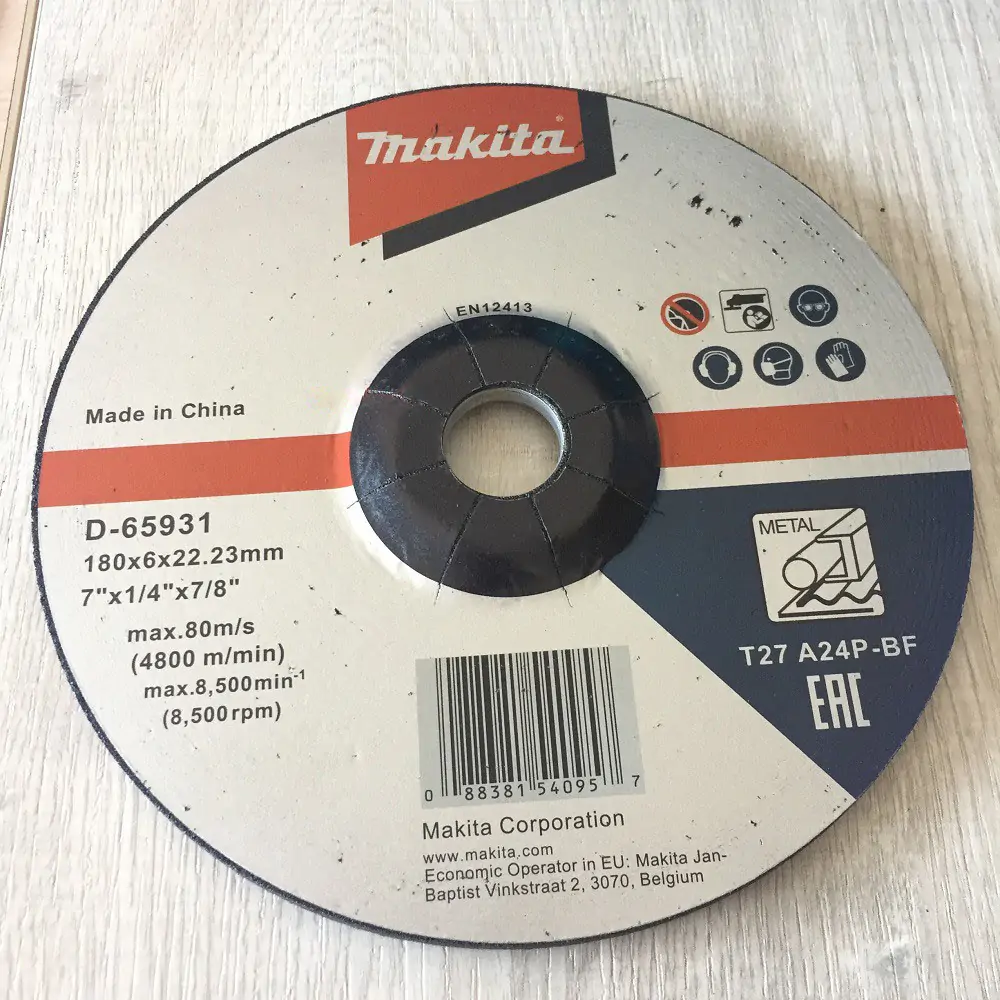 makita®
EN12413
Made in China
D-65931
180x6x22.23mm
7"x1/4"x7/8"
max.80m/s
(4800 m/min)
max.8,500min⁻¹
(8,500rpm)
METAL
T27 A24P-BF
EAC
0 88381 54095 7
Makita Corporation
www.makita.com
Economic Operator in EU: Makita Jan-
Baptist Vinkstraat 2, 3070, Belgium